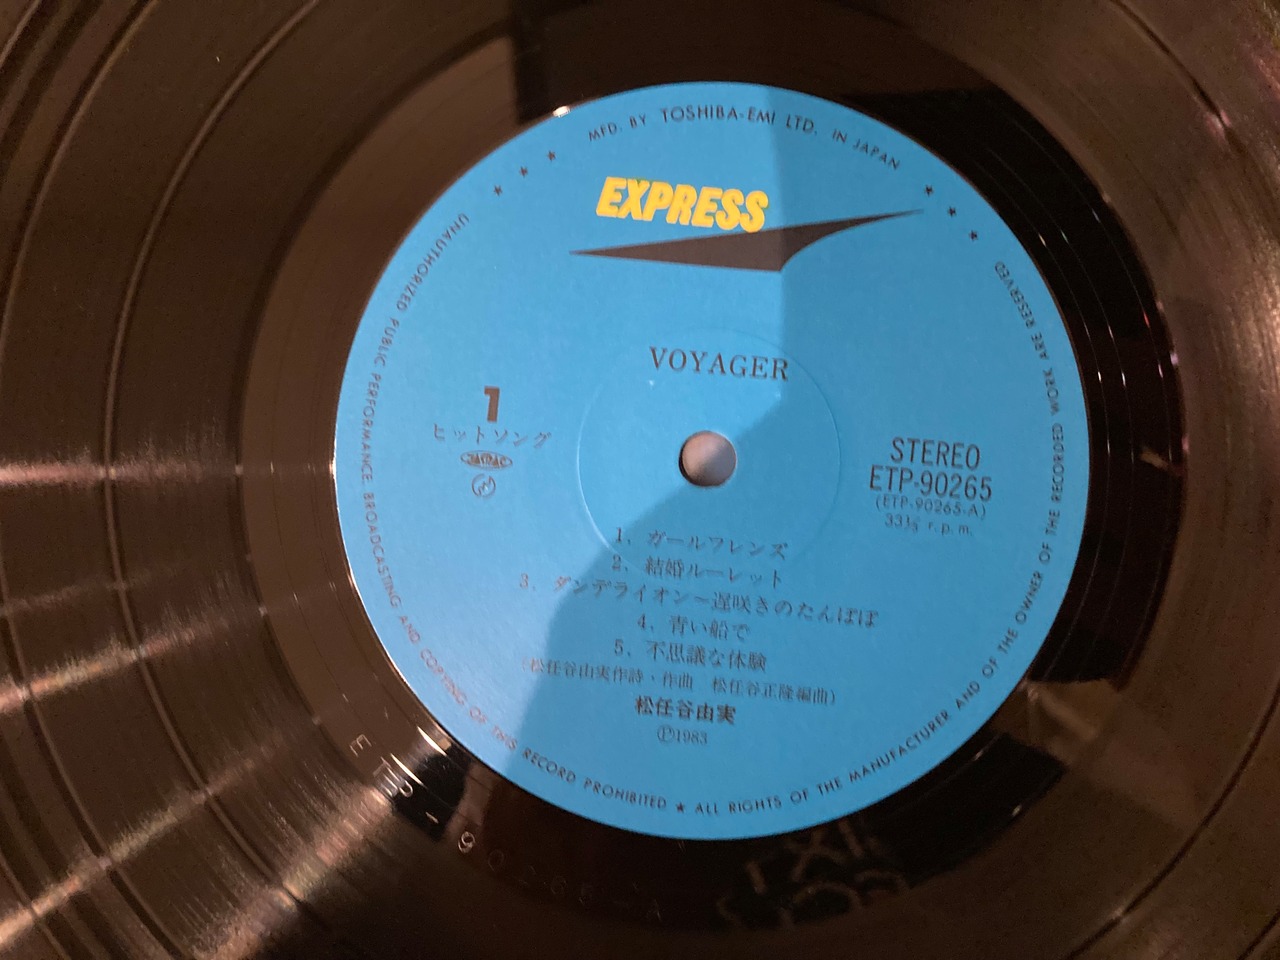 MFD. BY TOSHIBA-EMI LTD. IN JAPAN
EXPRESS
VOYAGER
1
ヒットソング
JASRAC
STEREO
ETP-90265
(ETP-90265-A)
33⅓ r.p.m.
1. ガールフレンズ
2. 結婚ルーレット
3. ダンデライオン〜遅咲きのたんぽぽ
4. 青い船で
5. 不思議な体験
(松任谷由実作詩・作曲 松任谷正隆編曲)
松任谷由実
Ⓟ1983
UNAUTHORIZED PUBLIC PERFORMANCE, BROADCASTING AND COPYING OF THIS RECORD PROHIBITED ★ ALL RIGHTS OF THE MANUFACTURER AND OF THE OWNER OF THE RECORDED WORK ARE RESERVED
ETP-90265-A